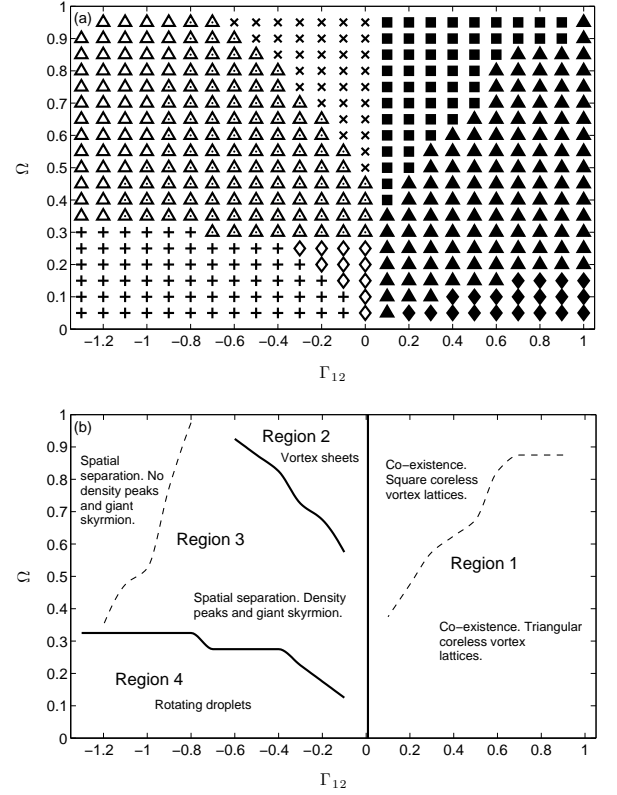 (a)
1
0.9
0.8
0.7
0.6
0.5
0.4
0.3
0.2
0.1
0
Ω
−1.2 −1 −0.8 −0.6 −0.4 −0.2 0 0.2 0.4 0.6 0.8 1
Γ12
(b)
1
0.9
0.8
0.7
0.6
0.5
0.4
0.3
0.2
0.1
0
Ω
Region 2
Vortex sheets
Spatial
separation. No
density peaks
and giant
skyrmion.
Co−existence.
Square coreless
vortex lattices.
Region 3
Region 1
Spatial separation. Density
peaks and giant skyrmion.
Co−existence. Triangular
coreless vortex
lattices.
Region 4
Rotating droplets
−1.2 −1 −0.8 −0.6 −0.4 −0.2 0 0.2 0.4 0.6 0.8 1
Γ12